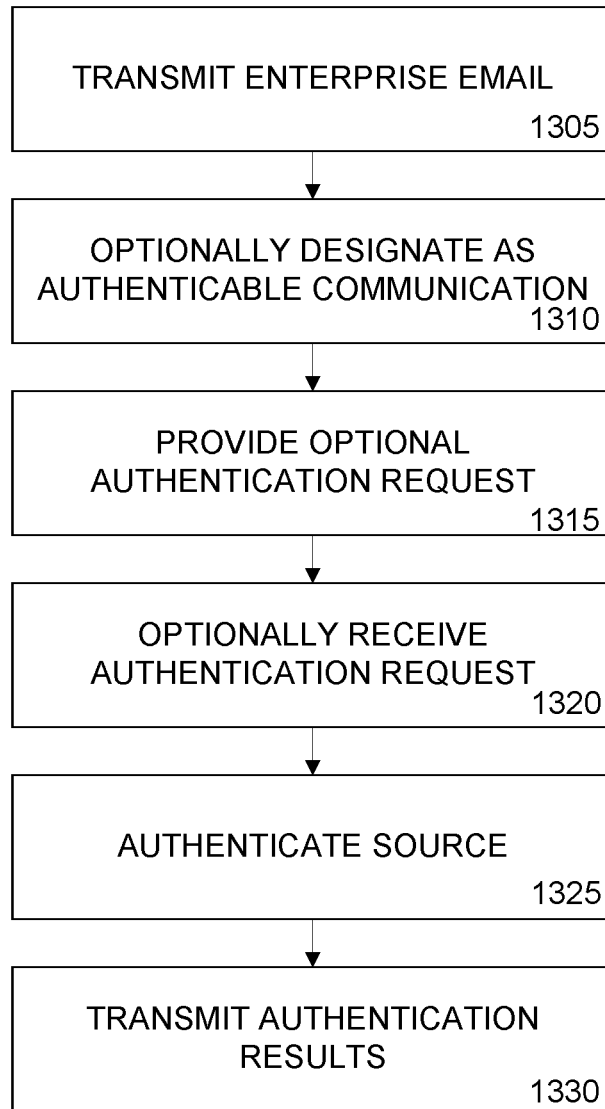 TRANSMIT ENTERPRISE EMAIL
1305
OPTIONALLY DESIGNATE AS
AUTHENTICABLE COMMUNICATION
1310
PROVIDE OPTIONAL
AUTHENTICATION REQUEST
1315
OPTIONALLY RECEIVE
AUTHENTICATION REQUEST
1320
AUTHENTICATE SOURCE
1325
TRANSMIT AUTHENTICATION
RESULTS
1330